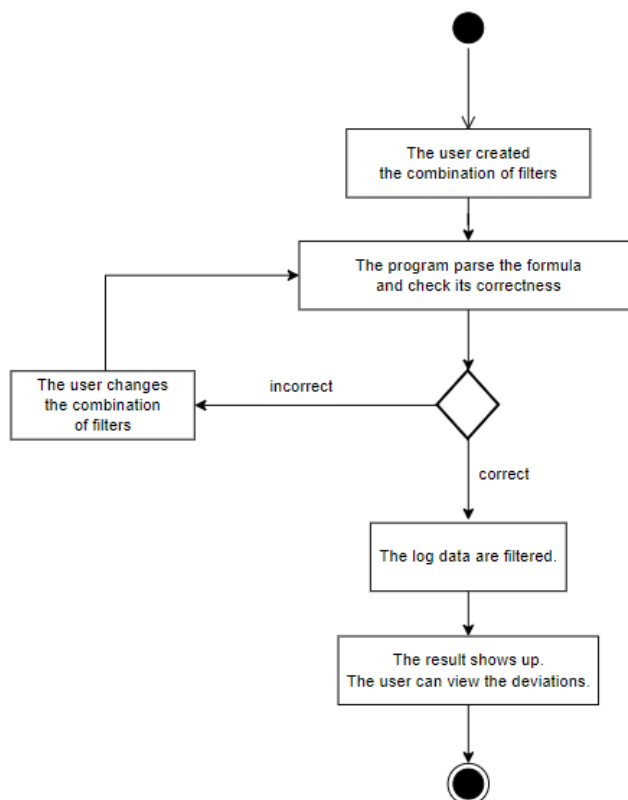 The user created
the combination of filters
The program parse the formula
and check its correctness
incorrect
The user changes
the combination
of filters
correct
The log data are filtered.
The result shows up.
The user can view the deviations.